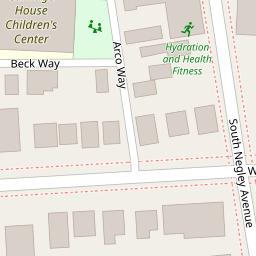 House
Children's
Center
Beck Way
Arco Way
Hydration
and Health
Fitness
South Negley Avenue
W